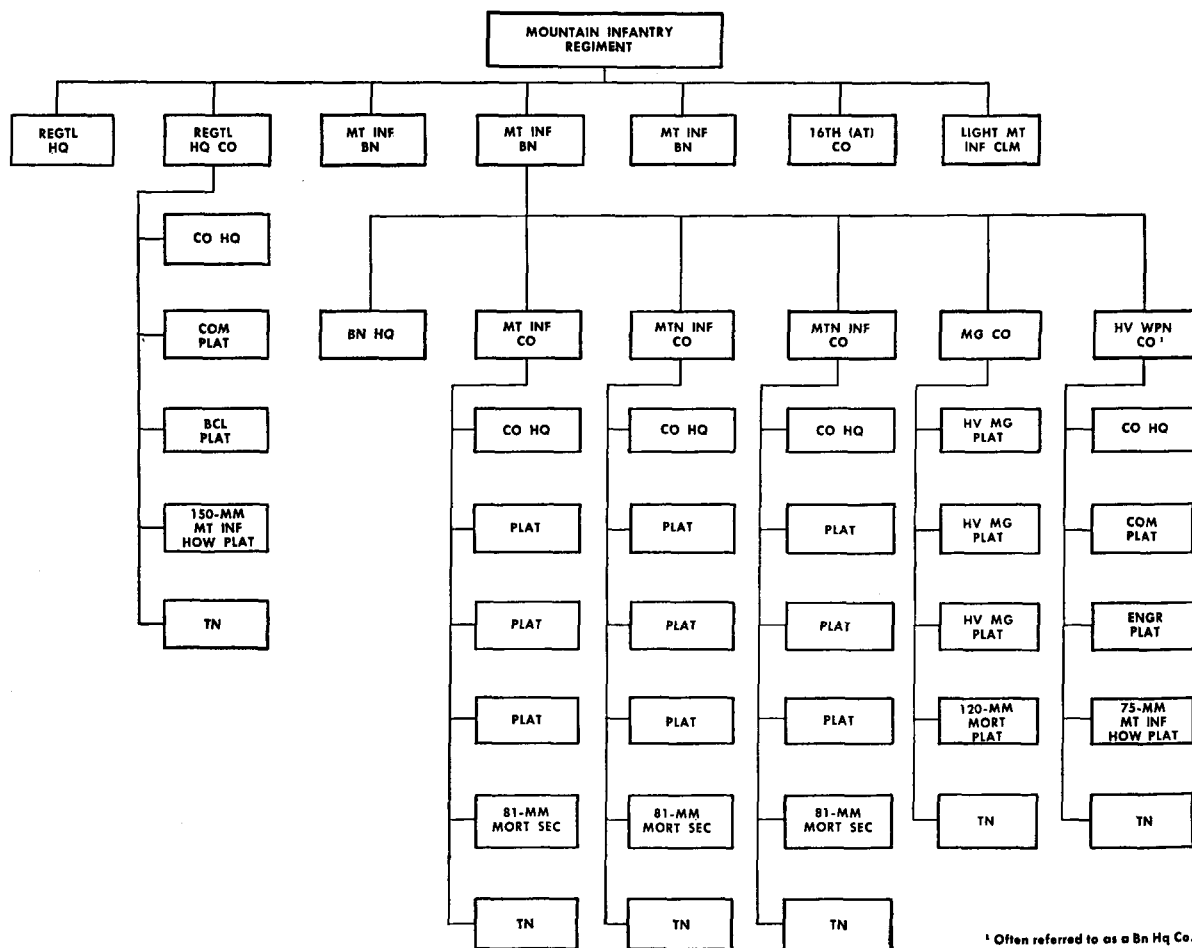 MOUNTAIN INFANTRY
REGIMENT
REGTL
HQ
REGTL
HQ CO
MT INF
BN
MT INF
BN
MT INF
BN
16TH (AT)
CO
LIGHT MT
INF CLM
CO HQ
COM
PLAT
BCL
PLAT
150-MM
MT INF
HOW PLAT
TN
BN HQ
MT INF
CO
MTN INF
CO
MTN INF
CO
MG CO
HV WPN
CO ¹
CO HQ
PLAT
PLAT
PLAT
81-MM
MORT SEC
TN
CO HQ
PLAT
PLAT
PLAT
81-MM
MORT SEC
TN
CO HQ
PLAT
PLAT
PLAT
81-MM
MORT SEC
TN
HV MG
PLAT
HV MG
PLAT
HV MG
PLAT
120-MM
MORT
PLAT
TN
CO HQ
COM
PLAT
ENGR
PLAT
75-MM
MT INF
HOW PLAT
TN
¹ Often referred to as a Bn Hq Co.